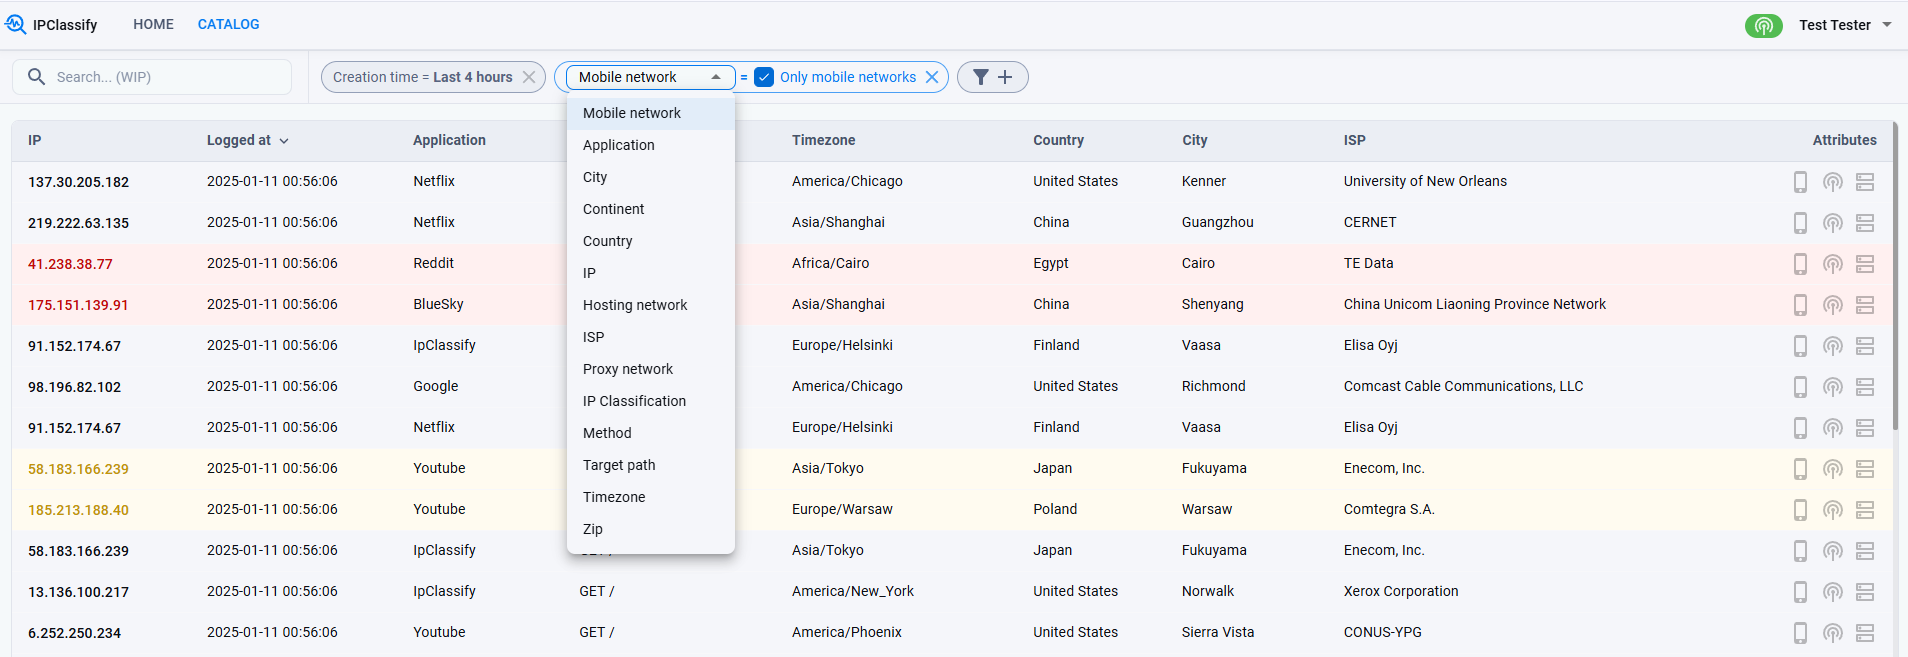 IPClassify HOME CATALOG Test Tester
Search... (WIP) Creation time = Last 4 hours Mobile network = Only mobile networks
Mobile network
Application
City
Continent
Country
IP
Hosting network
ISP
Proxy network
IP Classification
Method
Target path
Timezone
Zip
IP Logged at Application Timezone Country City ISP Attributes
137.30.205.182 2025-01-11 00:56:06 Netflix America/Chicago United States Kenner University of New Orleans
219.222.63.135 2025-01-11 00:56:06 Netflix Asia/Shanghai China Guangzhou CERNET
41.238.38.77 2025-01-11 00:56:06 Reddit Africa/Cairo Egypt Cairo TE Data
175.151.139.91 2025-01-11 00:56:06 BlueSky Asia/Shanghai China Shenyang China Unicom Liaoning Province Network
91.152.174.67 2025-01-11 00:56:06 IpClassify Europe/Helsinki Finland Vaasa Elisa Oyj
98.196.82.102 2025-01-11 00:56:06 Google America/Chicago United States Richmond Comcast Cable Communications, LLC
91.152.174.67 2025-01-11 00:56:06 Netflix Europe/Helsinki Finland Vaasa Elisa Oyj
58.183.166.239 2025-01-11 00:56:06 Youtube Asia/Tokyo Japan Fukuyama Enecom, Inc.
185.213.188.40 2025-01-11 00:56:06 Youtube Europe/Warsaw Poland Warsaw Comtegra S.A.
58.183.166.239 2025-01-11 00:56:06 IpClassify Asia/Tokyo Japan Fukuyama Enecom, Inc.
13.136.100.217 2025-01-11 00:56:06 IpClassify GET / America/New_York United States Norwalk Xerox Corporation
6.252.250.234 2025-01-11 00:56:06 Youtube GET / America/Phoenix United States Sierra Vista CONUS-YPG